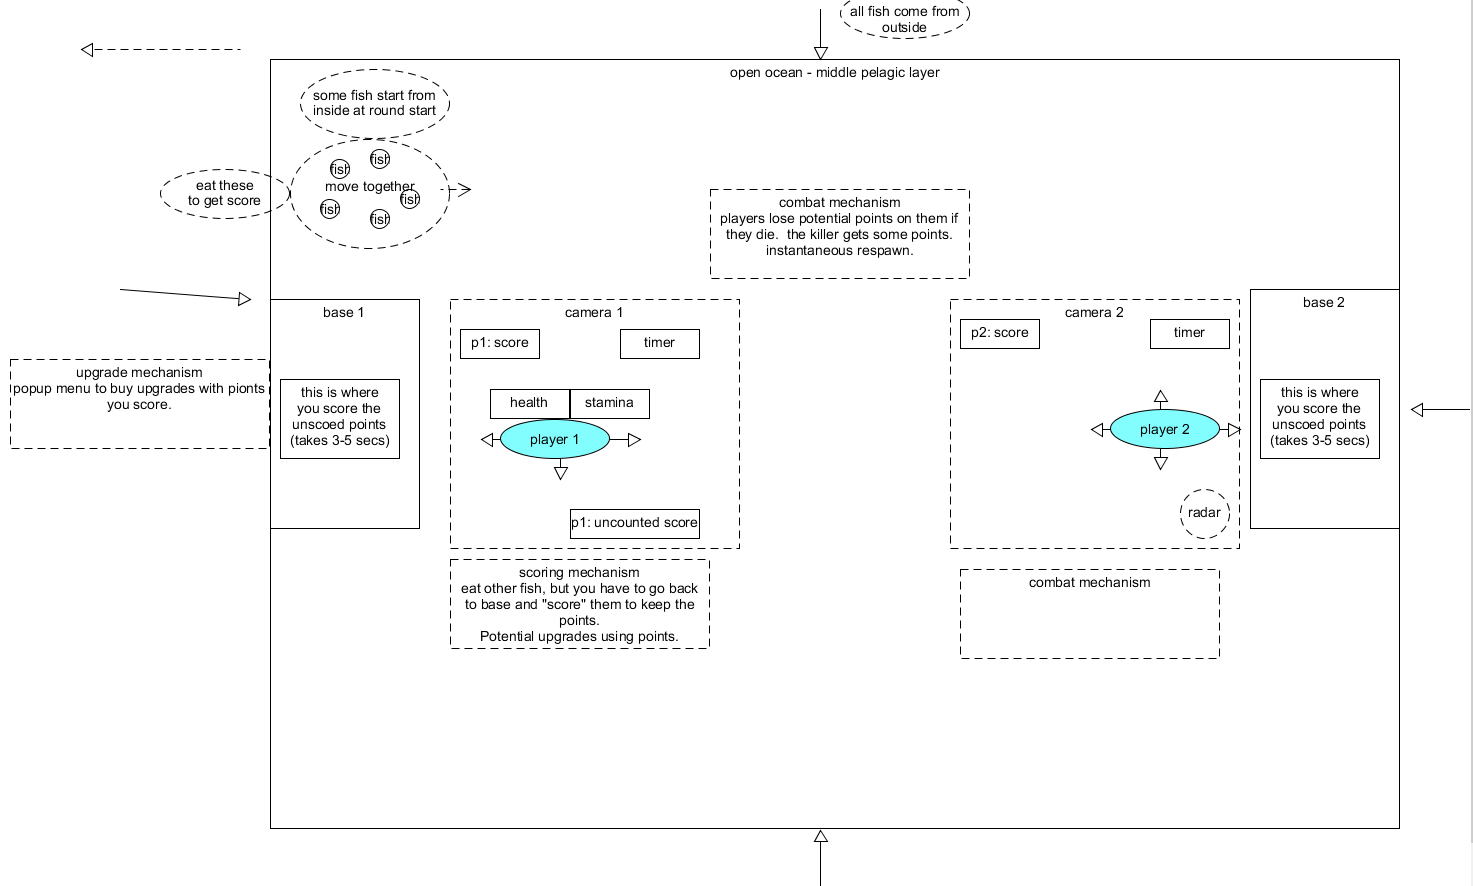 all fish come from
outside
open ocean - middle pelagic layer
some fish start from
inside at round start
fish
fish
move together
fish
fish
fish
eat these
to get score
combat mechanism
players lose potential points on them if
they die.  the killer gets some points.
instantaneous respawn.
base 1
camera 1
camera 2
base 2
p1: score
timer
p2: score
timer
upgrade mechanism
popup menu to buy upgrades with pionts
you score.
this is where
you score the
unscoed points
(takes 3-5 secs)
health
stamina
player 1
player 2
this is where
you score the
unscoed points
(takes 3-5 secs)
p1: uncounted score
radar
scoring mechanism
eat other fish, but you have to go back
to base and "score" them to keep the
points.
Potential upgrades using points.
combat mechanism